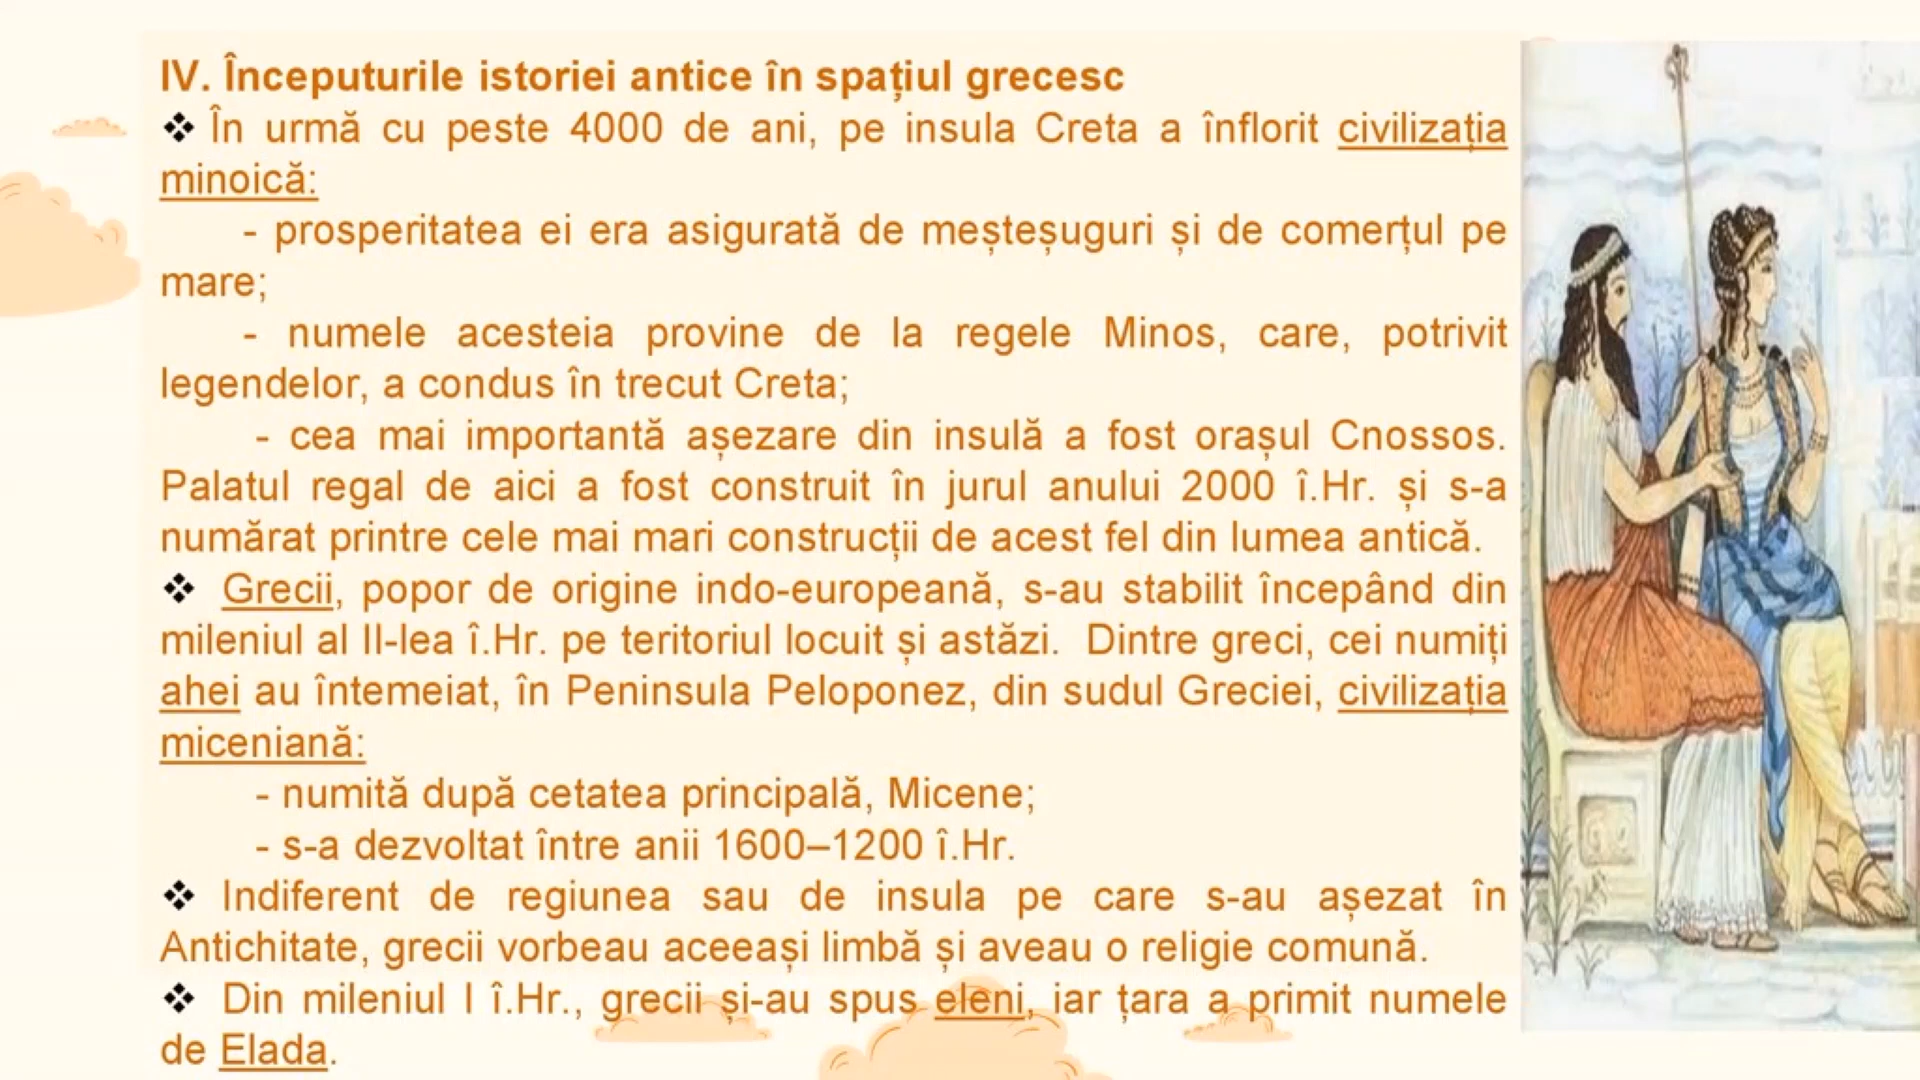 IV. Începuturile istoriei antice în spațiul grecesc
❖ În urmă cu peste 4000 de ani, pe insula Creta a înflorit civilizația
minoică:
- prosperitatea ei era asigurată de meșteșuguri și de comerțul pe
mare;
- numele acesteia provine de la regele Minos, care, potrivit
legendelor, a condus în trecut Creta;
- cea mai importantă așezare din insulă a fost orașul Cnossos.
Palatul regal de aici a fost construit în jurul anului 2000 î.Hr. și s-a
numărat printre cele mai mari construcții de acest fel din lumea antică.
❖ Grecii, popor de origine indo-europeană, s-au stabilit începând din
mileniul al II-lea î.Hr. pe teritoriul locuit și astăzi. Dintre greci, cei numiți
ahei au întemeiat, în Peninsula Peloponez, din sudul Greciei, civilizația
miceniană:
- numită după cetatea principală, Micene;
- s-a dezvoltat între anii 1600–1200 î.Hr.
❖ Indiferent de regiunea sau de insula pe care s-au așezat în
Antichitate, grecii vorbeau aceeași limbă și aveau o religie comună.
❖ Din mileniul I î.Hr., grecii și-au spus eleni, iar țara a primit numele
de Elada.